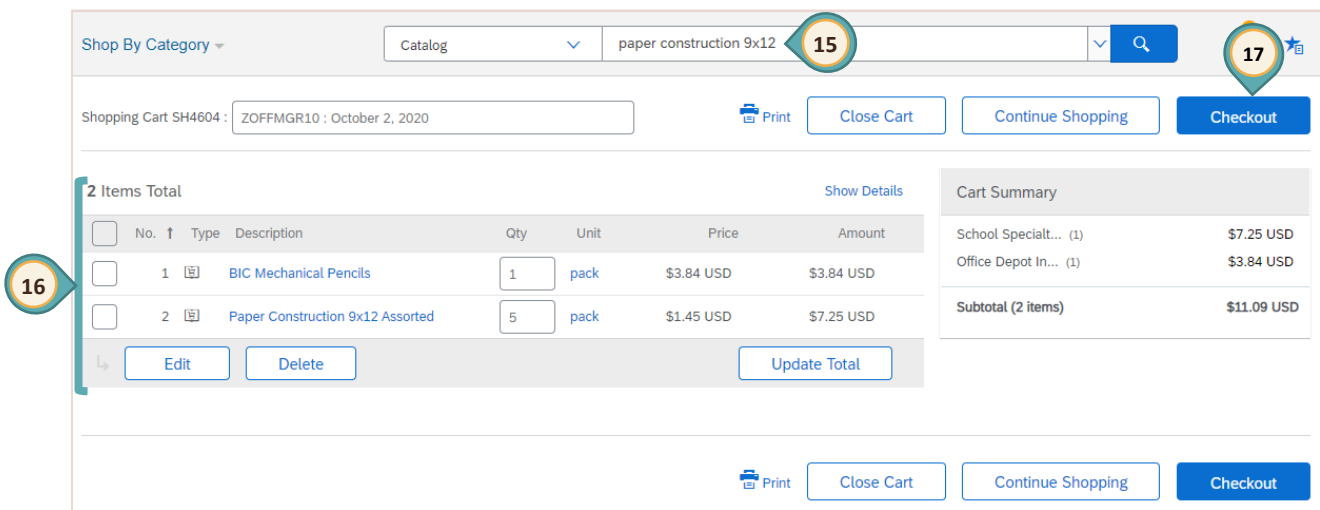 Shop By Category Catalog paper construction 9x12 15 17
Shopping Cart SH4604 : ZOFFMGR10 : October 2, 2020 Print Close Cart Continue Shopping Checkout
2 Items Total Show Details Cart Summary
No. ↑ Type Description Qty Unit Price Amount School Specialt... (1) $7.25 USD
16 1 BIC Mechanical Pencils 1 pack $3.84 USD $3.84 USD Office Depot In... (1) $3.84 USD
2 Paper Construction 9x12 Assorted 5 pack $1.45 USD $7.25 USD Subtotal (2 items) $11.09 USD
Edit Delete Update Total
Print Close Cart Continue Shopping Checkout